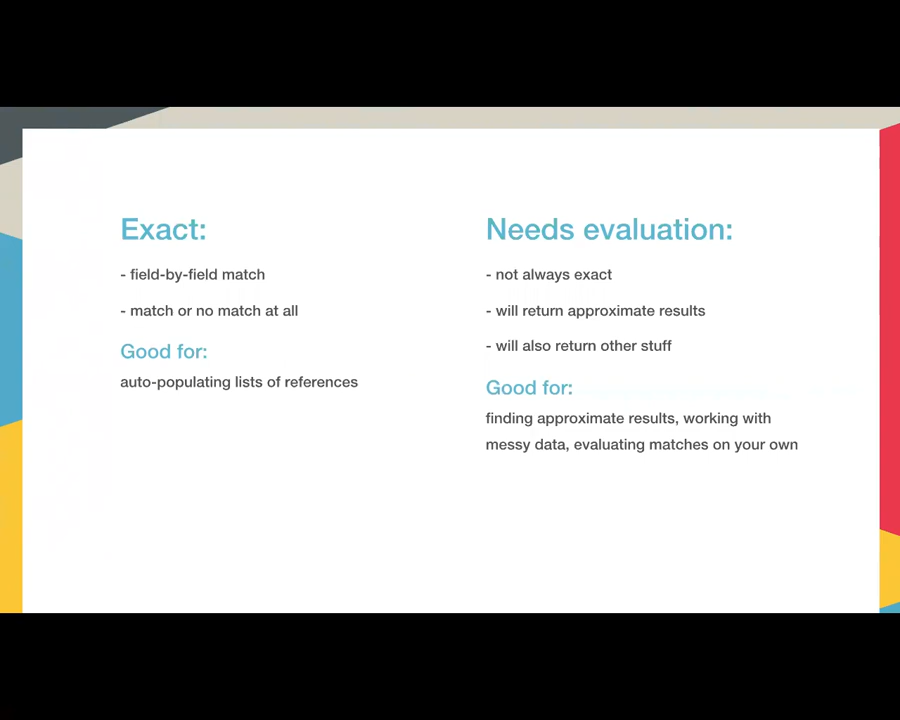 Exact:
- field-by-field match
- match or no match at all
Good for:
auto-populating lists of references
Needs evaluation:
- not always exact
- will return approximate results
- will also return other stuff
Good for:
finding approximate results, working with
messy data, evaluating matches on your own